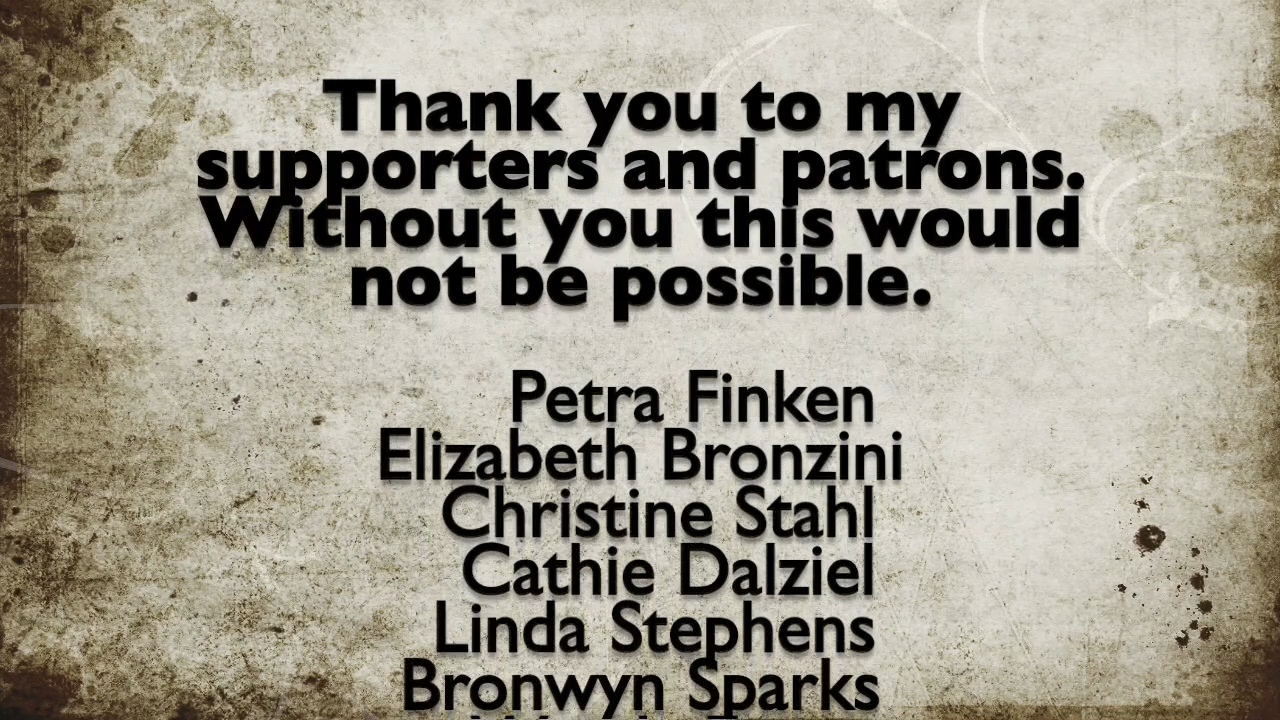 Thank you to my
supporters and patrons.
Without you this would
not be possible.
Petra Finken
Elizabeth Bronzini
Christine Stahl
Cathie Dalziel
Linda Stephens
Bronwyn Sparks